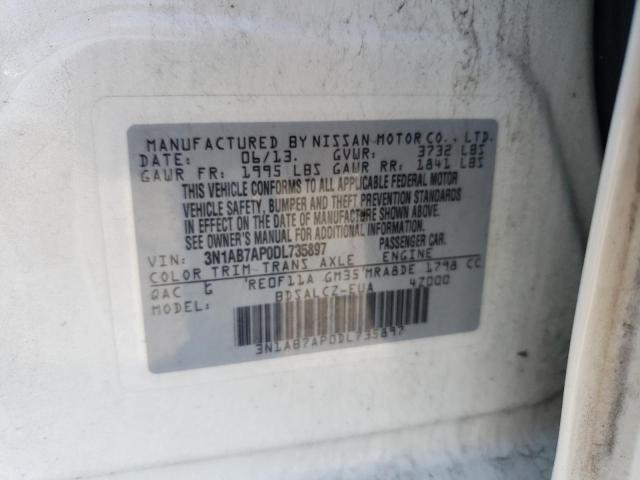 MANUFACTURED BY NISSAN MOTOR CO., LTD.
DATE: 06/13. GVWR: 3732 LBS
GAWR FR: 1995 LBS GAWR RR: 1841 LBS
THIS VEHICLE CONFORMS TO ALL APPLICABLE FEDERAL MOTOR
VEHICLE SAFETY, BUMPER AND THEFT PREVENTION STANDARDS
IN EFFECT ON THE DATE OF MANUFACTURE SHOWN ABOVE.
SEE OWNER'S MANUAL FOR ADDITIONAL INFORMATION.
VIN: 3N1AB7AP0DL735897 PASSENGER CAR.
COLOR TRIM TRANS AXLE ENGINE
QAC G RE0F11A GM35 MRA8DE 1798 CC
BDSALCZ-EUA 4Z000
3N1AB7AP0DL735897